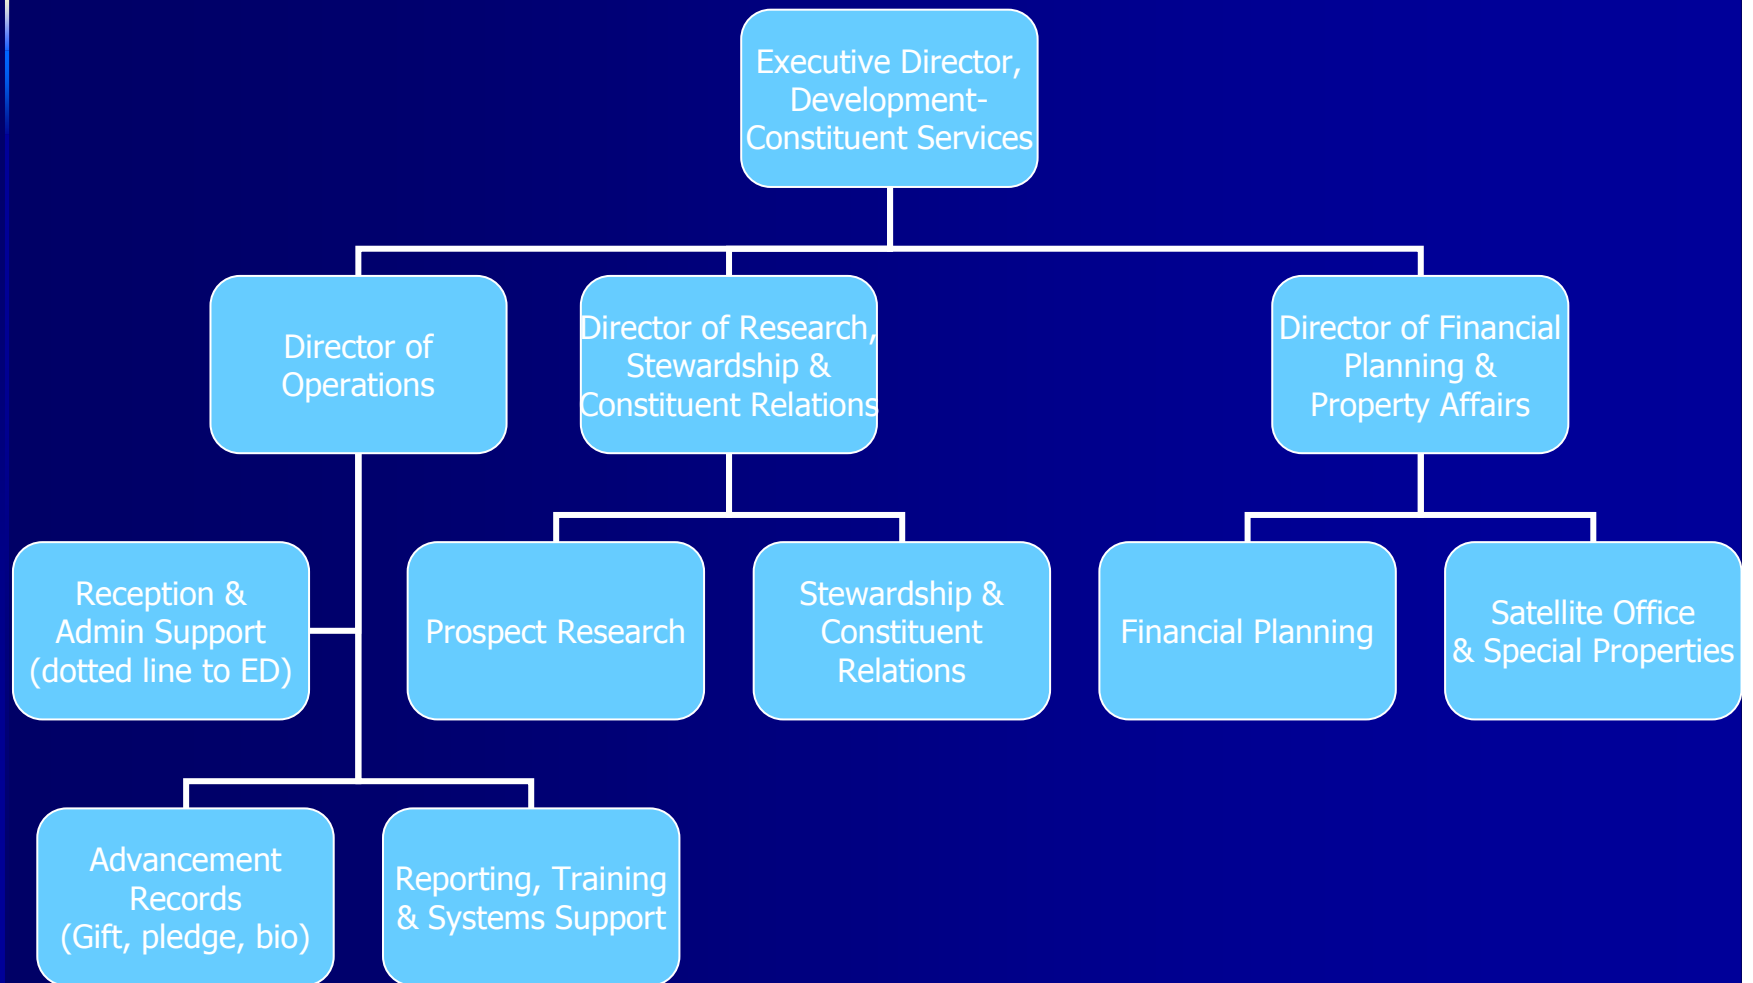 Executive Director,
Development-
Constituent Services
Director of
Operations
Director of Research,
Stewardship &
Constituent Relations
Director of Financial
Planning &
Property Affairs
Reception &
Admin Support
(dotted line to ED)
Prospect Research
Stewardship &
Constituent
Relations
Financial Planning
Satellite Office
& Special Properties
Advancement
Records
(Gift, pledge, bio)
Reporting, Training
& Systems Support